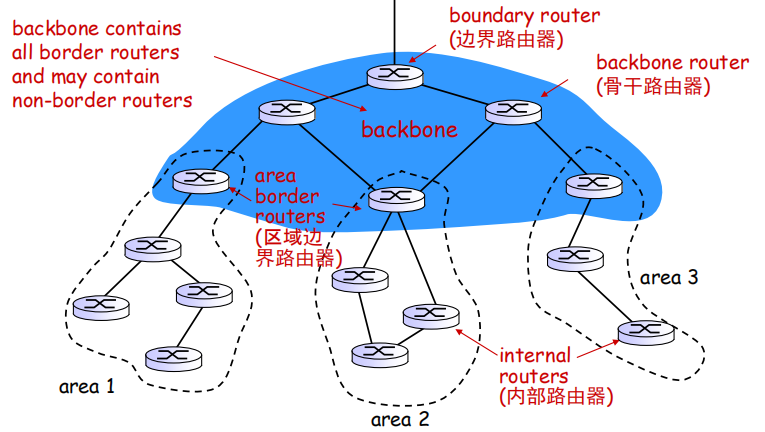 backbone contains
all border routers
and may contain
non-border routers
boundary router
(边界路由器)
backbone router
(骨干路由器)
backbone
area
border
routers
(区域边
界路由器)
area 3
internal
routers
(内部路由器)
area 1
area 2